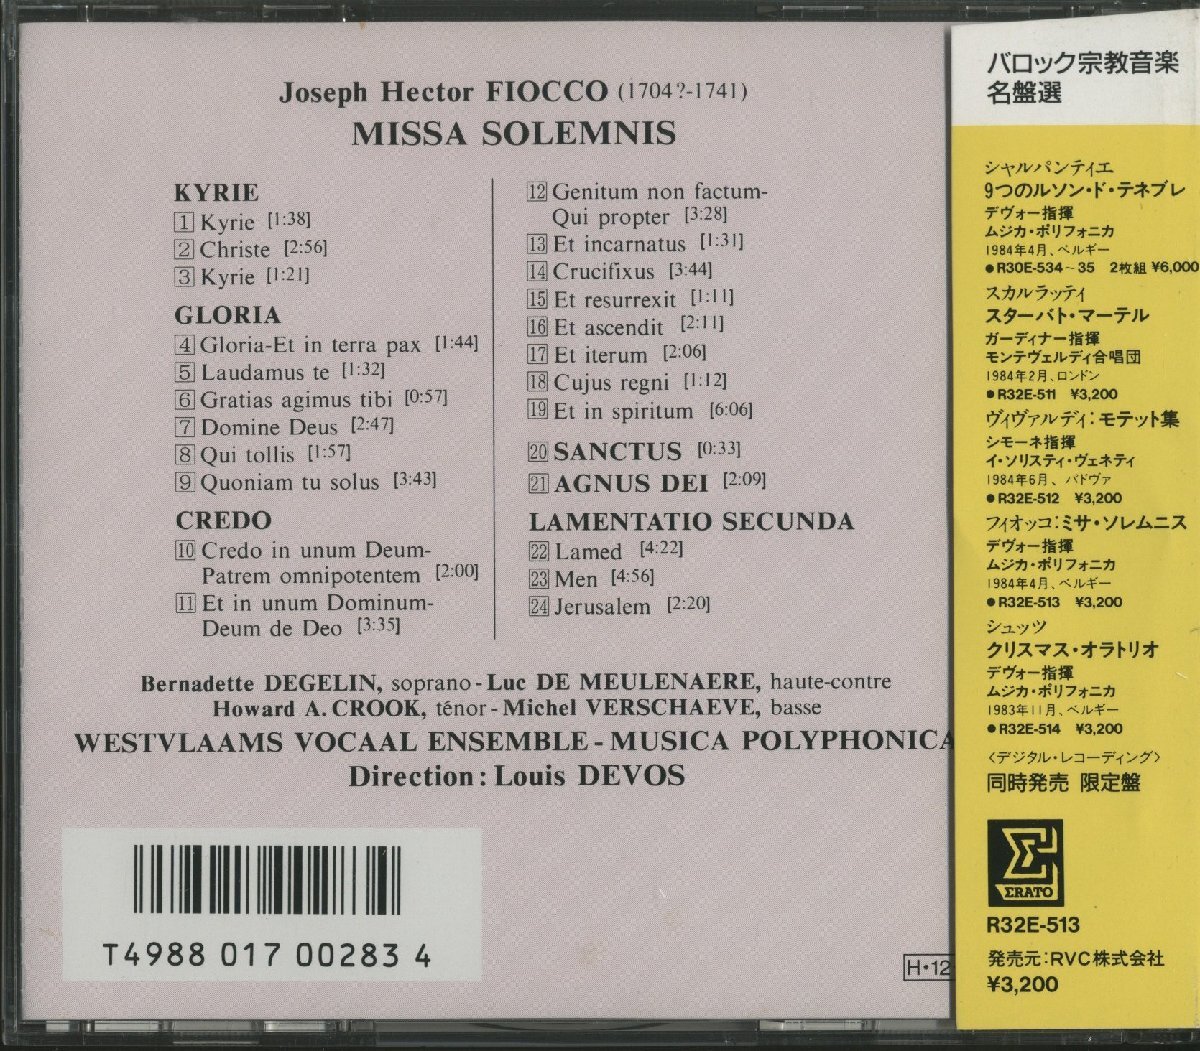 Joseph Hector FIOCCO (1704?-1741)
MISSA SOLEMNIS
KYRIE
1 Kyrie [1:38]
2 Christe [2:56]
3 Kyrie [1:21]
GLORIA
4 Gloria-Et in terra pax [1:44]
5 Laudamus te [1:32]
6 Gratias agimus tibi [0:57]
7 Domine Deus [2:47]
8 Qui tollis [1:57]
9 Quoniam tu solus [3:43]
CREDO
10 Credo in unum Deum-
Patrem omnipotentem [2:00]
11 Et in unum Dominum-
Deum de Deo [3:35]
12 Genitum non factum-
Qui propter [3:28]
13 Et incarnatus [1:31]
14 Crucifixus [3:44]
15 Et resurrexit [1:11]
16 Et ascendit [2:11]
17 Et iterum [2:06]
18 Cujus regni [1:12]
19 Et in spiritum [6:06]
20 SANCTUS [0:33]
21 AGNUS DEI [2:09]
LAMENTATIO SECUNDA
22 Lamed [4:22]
23 Men [4:56]
24 Jerusalem [2:20]
Bernadette DEGELIN, soprano - Luc DE MEULENAERE, haute-contre
Howard A. CROOK, ténor - Michel VERSCHAEVE, basse
WESTVLAAMS VOCAAL ENSEMBLE - MUSICA POLYPHONICA
Direction: Louis DEVOS
T4988 017 00283 4
H・12
バロック宗教音楽
名盤選
シャルパンティエ
9つのルソン・ド・テネブレ
デヴォー指揮
ムジカ・ポリフォニカ
1984年4月、ベルギー
●R30E-534~35 2枚組 ¥6,000
スカルラッティ
スターバト・マーテル
ガーディナー指揮
モンテヴェルディ合唱団
1984年2月、ロンドン
●R32E-511 ¥3,200
ヴィヴァルディ:モテット集
シモーネ指揮
イ・ソリスティ・ヴェネティ
1984年6月、パドヴァ
●R32E-512 ¥3,200
フィオッコ:ミサ・ソレムニス
デヴォー指揮
ムジカ・ポリフォニカ
1984年4月、ベルギー
●R32E-513 ¥3,200
シュッツ
クリスマス・オラトリオ
デヴォー指揮
ムジカ・ポリフォニカ
1983年11月、ベルギー
●R32E-514 ¥3,200
〈デジタル・レコーディング〉
同時発売 限定盤
ERATO
R32E-513
発売元:RVC株式会社
¥3,200